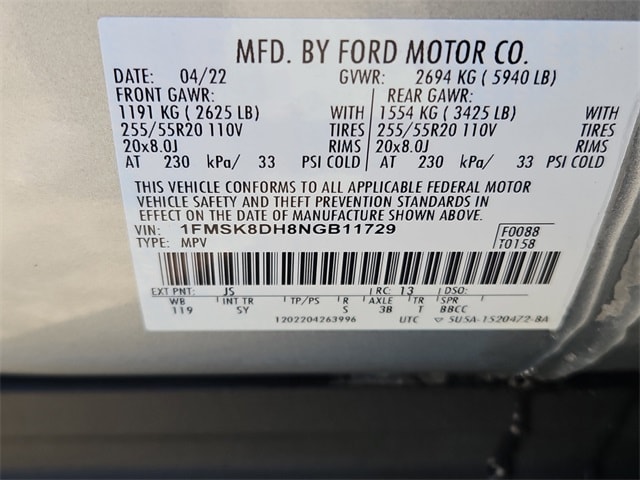 MFD. BY FORD MOTOR CO.
DATE: 04/22 GVWR: 2694 KG ( 5940 LB)
FRONT GAWR: REAR GAWR:
1191 KG ( 2625 LB) WITH 1554 KG ( 3425 LB) WITH
255/55R20 110V TIRES 255/55R20 110V TIRES
20x8.0J RIMS 20x8.0J RIMS
AT 230 kPa/ 33 PSI COLD AT 230 kPa/ 33 PSI COLD
THIS VEHICLE CONFORMS TO ALL APPLICABLE FEDERAL MOTOR
VEHICLE SAFETY AND THEFT PREVENTION STANDARDS IN
EFFECT ON THE DATE OF MANUFACTURE SHOWN ABOVE.
VIN: 1FMSK8DH8NGB11729 F0088
TYPE: MPV T0158
EXT PNT: JS RC: 13 DSO:
WB INT TR TP/PS R AXLE TR SPR
119 SY S 3B T BBCC
1202204263996 UTC ▽ 5USA-1520472-BA